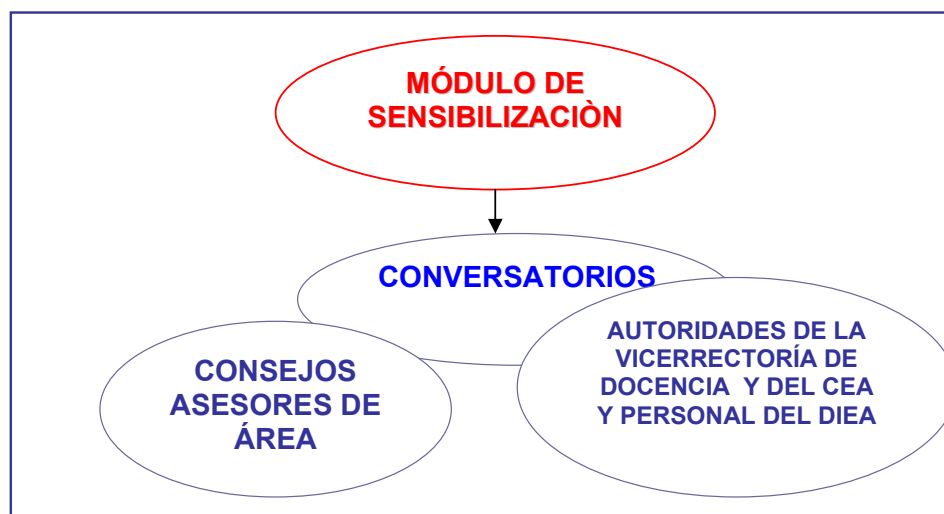 MÓDULO DE
SENSIBILIZACIÒN
CONVERSATORIOS
CONSEJOS
ASESORES DE
ÁREA
AUTORIDADES DE LA
VICERRECTORÍA DE
DOCENCIA Y DEL CEA
Y PERSONAL DEL DIEA